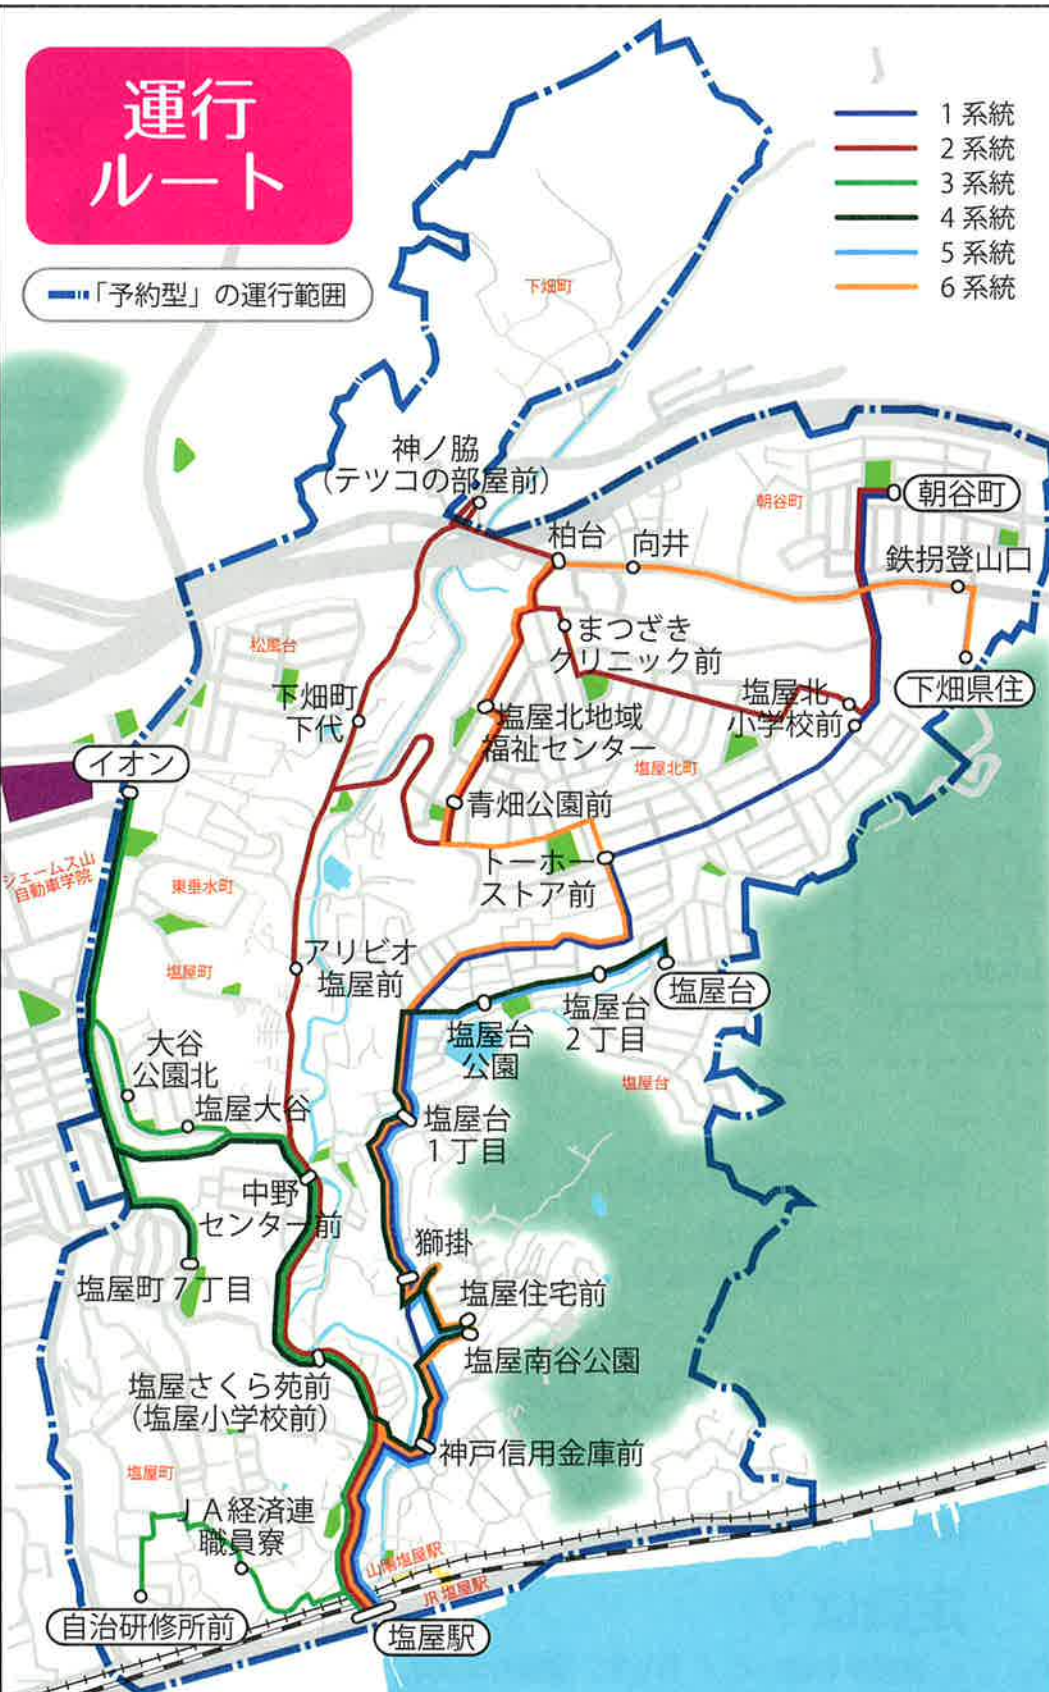 運行
ルート
「予約型」の運行範囲
1 系統
2 系統
3 系統
4 系統
5 系統
6 系統
下畑町
神ノ脇
（テツコの部屋前）
朝谷町
朝谷町
柏台
向井
鉄拐登山口
まつざき
クリニック前
松風台
下畑町
下代
塩屋北
小学校前
下畑県住
塩屋北地域
福祉センター
塩屋北町
イオン
青畑公園前
トーホー
ストア前
ジェームス山
自動車学院
東垂水町
アリビオ
塩屋前
塩屋町
塩屋台
塩屋台
2丁目
塩屋台
公園
大谷
公園北
塩屋台
塩屋大谷
塩屋台
1丁目
中野
センター前
獅掛
塩屋町7丁目
塩屋住宅前
塩屋南谷公園
塩屋さくら苑前
（塩屋小学校前）
神戸信用金庫前
塩屋町
ＪＡ経済連
職員寮
山陽塩屋駅
JR塩屋駅
自治研修所前
塩屋駅